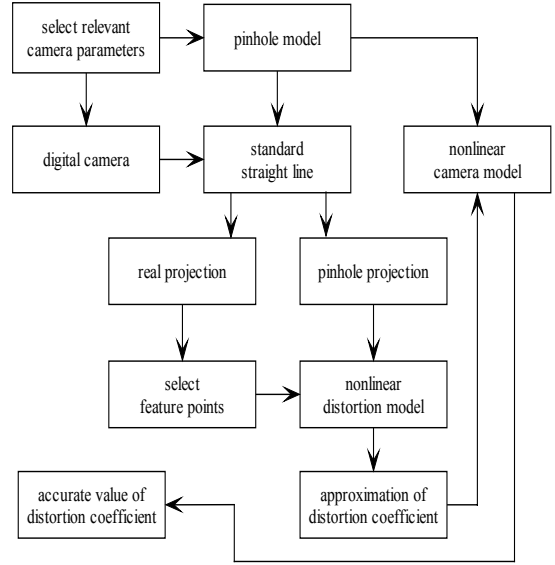 select relevant
camera parameters
pinhole model
digital camera
standard
straight line
nonlinear
camera model
real projection
pinhole projection
select
feature points
nonlinear
distortion model
accurate value of
distortion coefficient
approximation of
distortion coefficient